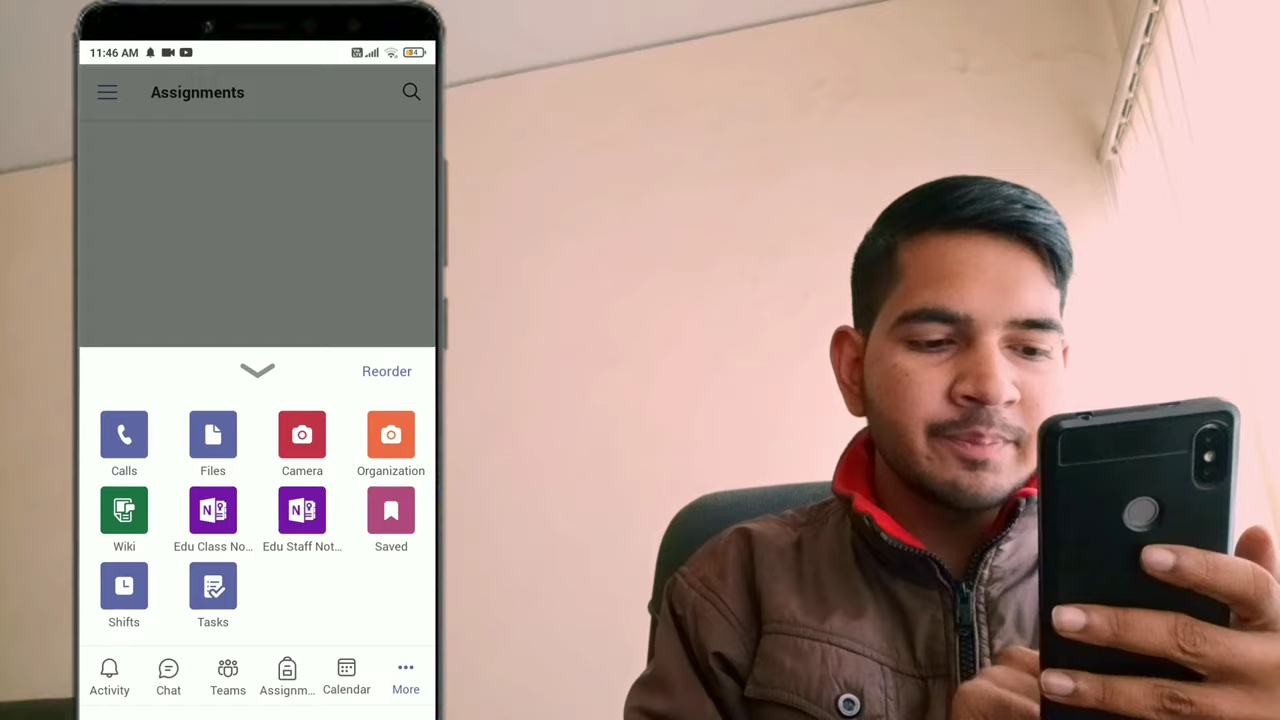 11:46 AM
34
Assignments
Reorder
Calls Files Camera Organization
Wiki Edu Class No... Edu Staff Not... Saved
Shifts Tasks
Activity Chat Teams Assignm... Calendar More